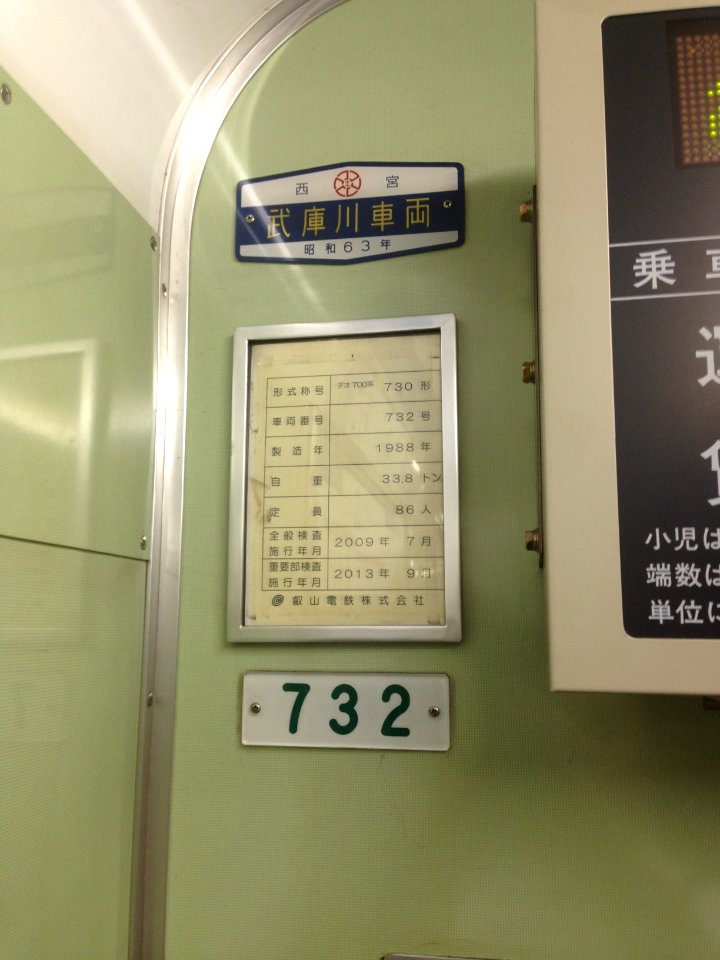 西 宮
武庫川車両
昭和63年
形式称号 デオ700系 730形
車両番号 732号
製造年 1988年
自重 33.8トン
定員 86人
全般検査
施行年月 2009年 7月
重要部検査
施行年月 2013年 9月
叡山電鉄株式会社
732
乗車
小児は
端数は
単位に